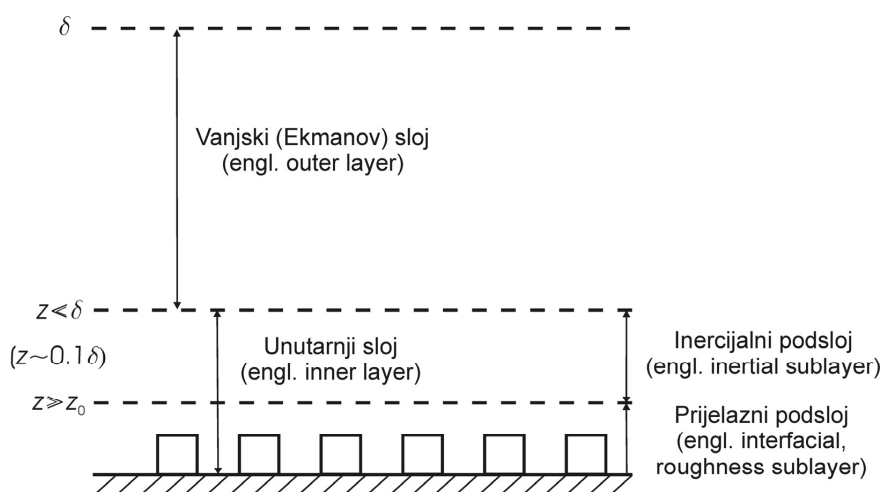 δ
Vanjski (Ekmanov) sloj
(engl. outer layer)
z≪δ
(z~0.1δ)
z≫z₀
Unutarnji sloj
(engl. inner layer)
Inercijalni podsloj
(engl. inertial sublayer)
Prijelazni podsloj
(engl. interfacial,
roughness sublayer)